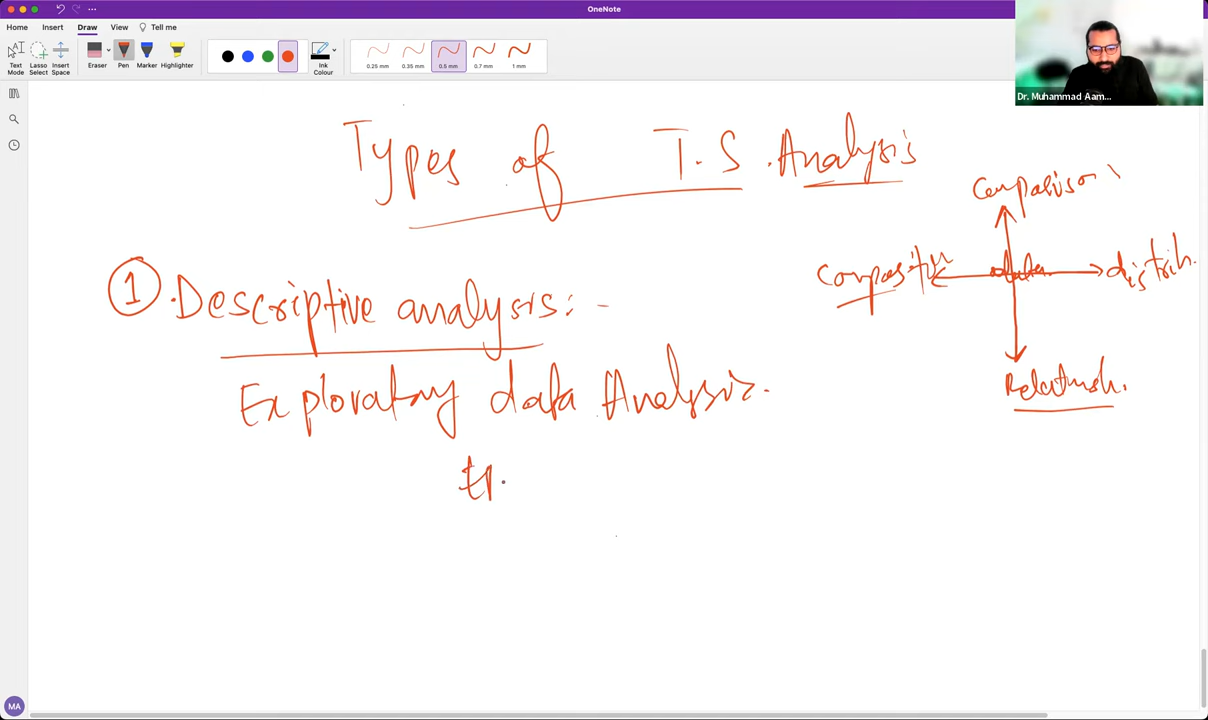 OneNote
Home Insert Draw View Tell me
Text Mode
Lasso Select
Insert Space
Eraser
Pen
Marker
Highlighter
Ink Colour
0.25 mm
0.35 mm
0.5 mm
0.7 mm
1 mm
Dr. Muhammad Aam...
Types of T.S. Analysis
Comparison
data
distrib.
① Descriptive analysis:-
Exploratory data Analysis.
MA